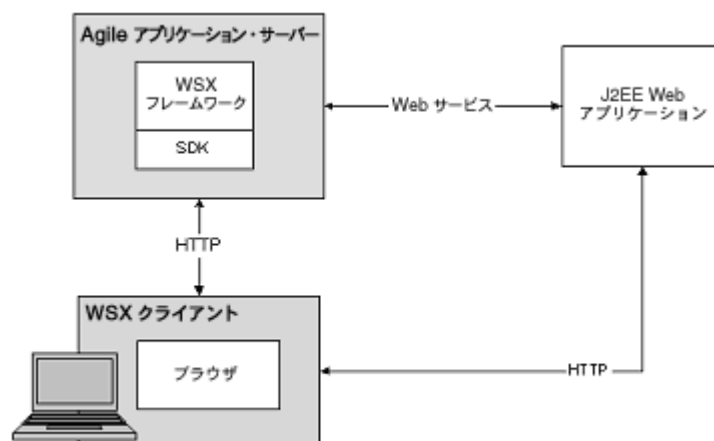 Agile アプリケーション・サーバー
WSX
フレームワーク
SDK
Web サービス
J2EE Web
アプリケーション
HTTP
WSX クライアント
ブラウザ
HTTP